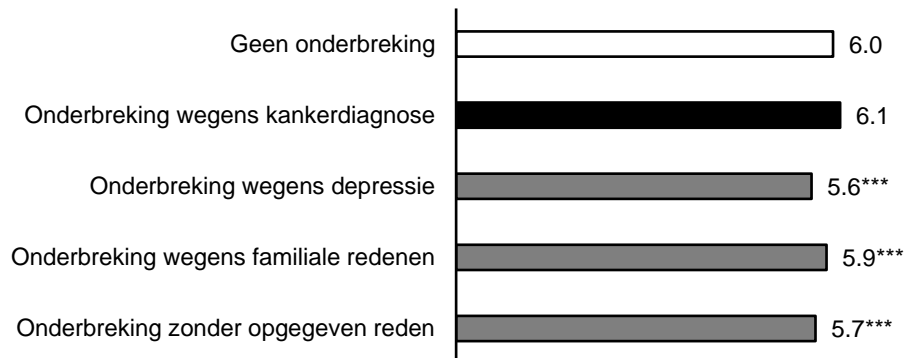 Geen onderbreking 6.0
Onderbreking wegens kankerdiagnose 6.1
Onderbreking wegens depressie 5.6***
Onderbreking wegens familiale redenen 5.9***
Onderbreking zonder opgegeven reden 5.7***